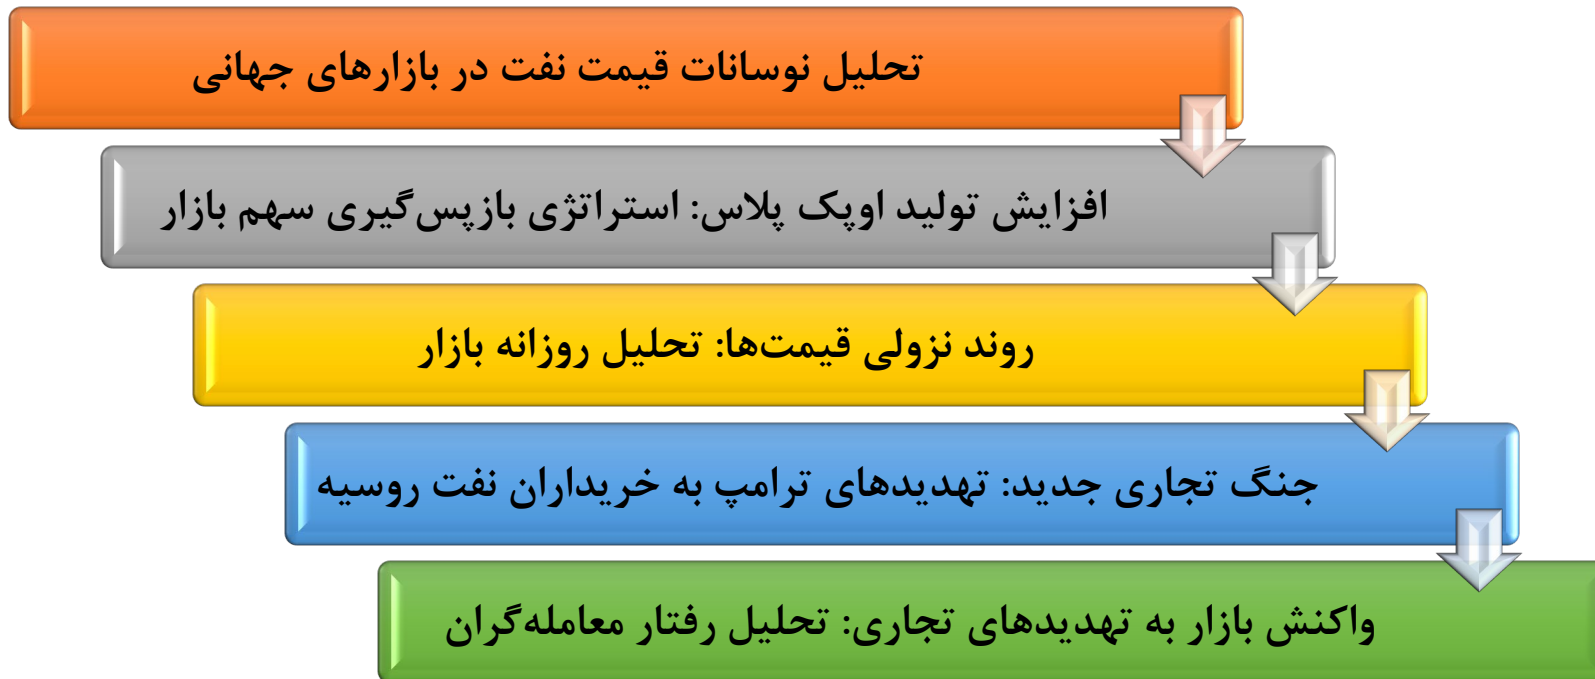 تحلیل نوسانات قیمت نفت در بازارهای جهانی
افزایش تولید اوپک پلاس: استراتژی بازپس‌گیری سهم بازار
روند نزولی قیمت‌ها: تحلیل روزانه بازار
جنگ تجاری جدید: تهدیدهای ترامپ به خریداران نفت روسیه
واکنش بازار به تهدیدهای تجاری: تحلیل رفتار معامله‌گران